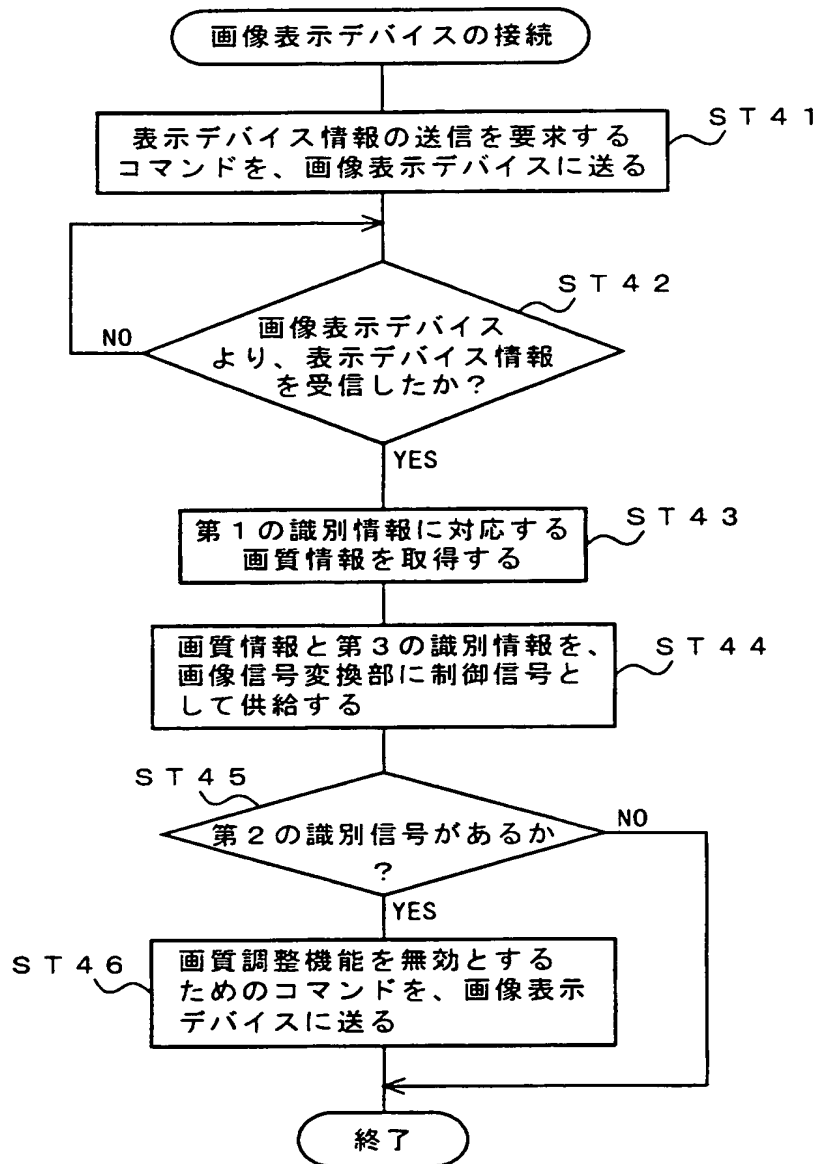 画像表示デバイスの接続
ST41
表示デバイス情報の送信を要求する
コマンドを、画像表示デバイスに送る
ST42
NO
画像表示デバイス
より、表示デバイス情報
を受信したか？
YES
ST43
第１の識別情報に対応する
画質情報を取得する
ST44
画質情報と第３の識別情報を、
画像信号変換部に制御信号と
して供給する
ST45
第２の識別信号があるか
？
NO
YES
ST46
画質調整機能を無効とする
ためのコマンドを、画像表示
デバイスに送る
終了